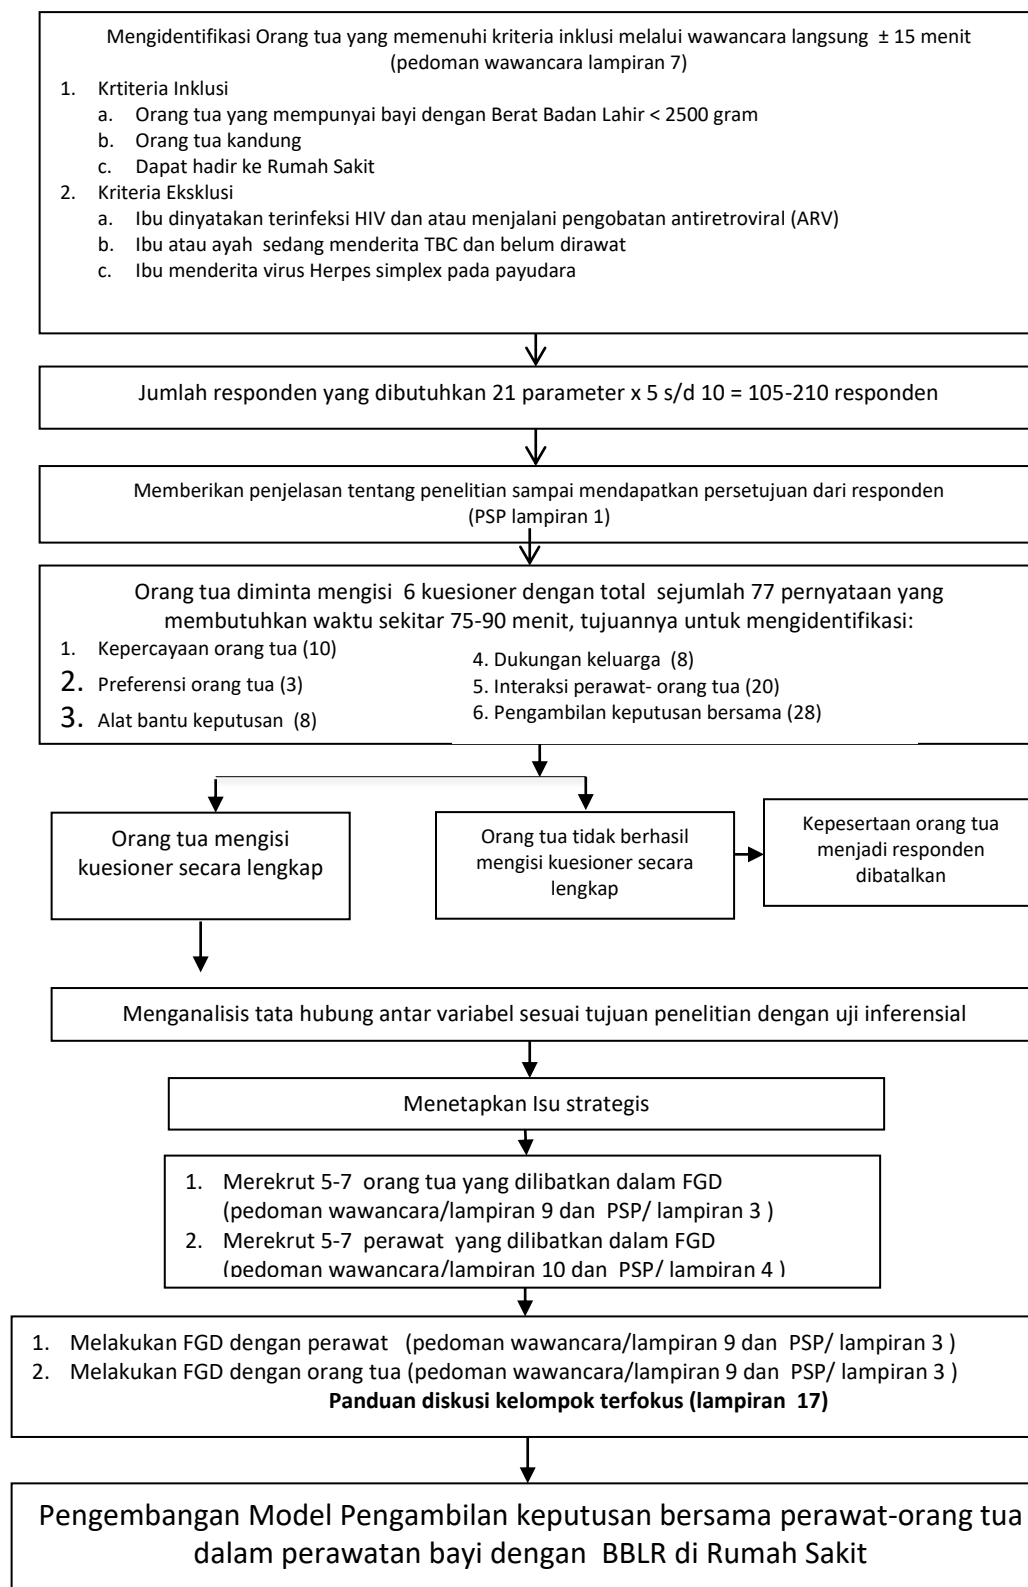 Mengidentifikasi Orang tua yang memenuhi kriteria inklusi melalui wawancara langsung ± 15 menit
(pedoman wawancara lampiran 7)
1. Krtiteria Inklusi
a. Orang tua yang mempunyai bayi dengan Berat Badan Lahir < 2500 gram
b. Orang tua kandung
c. Dapat hadir ke Rumah Sakit
2. Kriteria Eksklusi
a. Ibu dinyatakan terinfeksi HIV dan atau menjalani pengobatan antiretroviral (ARV)
b. Ibu atau ayah sedang menderita TBC dan belum dirawat
c. Ibu menderita virus Herpes simplex pada payudara
Jumlah responden yang dibutuhkan 21 parameter x 5 s/d 10 = 105-210 responden
Memberikan penjelasan tentang penelitian sampai mendapatkan persetujuan dari responden
(PSP lampiran 1)
Orang tua diminta mengisi 6 kuesioner dengan total sejumlah 77 pernyataan yang
membutuhkan waktu sekitar 75-90 menit, tujuannya untuk mengidentifikasi:
1. Kepercayaan orang tua (10)
2. Preferensi orang tua (3)
3. Alat bantu keputusan (8)
4. Dukungan keluarga (8)
5. Interaksi perawat- orang tua (20)
6. Pengambilan keputusan bersama (28)
Orang tua mengisi
kuesioner secara lengkap
Orang tua tidak berhasil
mengisi kuesioner secara
lengkap
Kepesertaan orang tua
menjadi responden
dibatalkan
Menganalisis tata hubung antar variabel sesuai tujuan penelitian dengan uji inferensial
Menetapkan Isu strategis
1. Merekrut 5-7 orang tua yang dilibatkan dalam FGD
(pedoman wawancara/lampiran 9 dan PSP/ lampiran 3 )
2. Merekrut 5-7 perawat yang dilibatkan dalam FGD
(pedoman wawancara/lampiran 10 dan PSP/ lampiran 4 )
1. Melakukan FGD dengan perawat (pedoman wawancara/lampiran 9 dan PSP/ lampiran 3 )
2. Melakukan FGD dengan orang tua (pedoman wawancara/lampiran 9 dan PSP/ lampiran 3 )
Panduan diskusi kelompok terfokus (lampiran 17)
Pengembangan Model Pengambilan keputusan bersama perawat-orang tua
dalam perawatan bayi dengan BBLR di Rumah Sakit